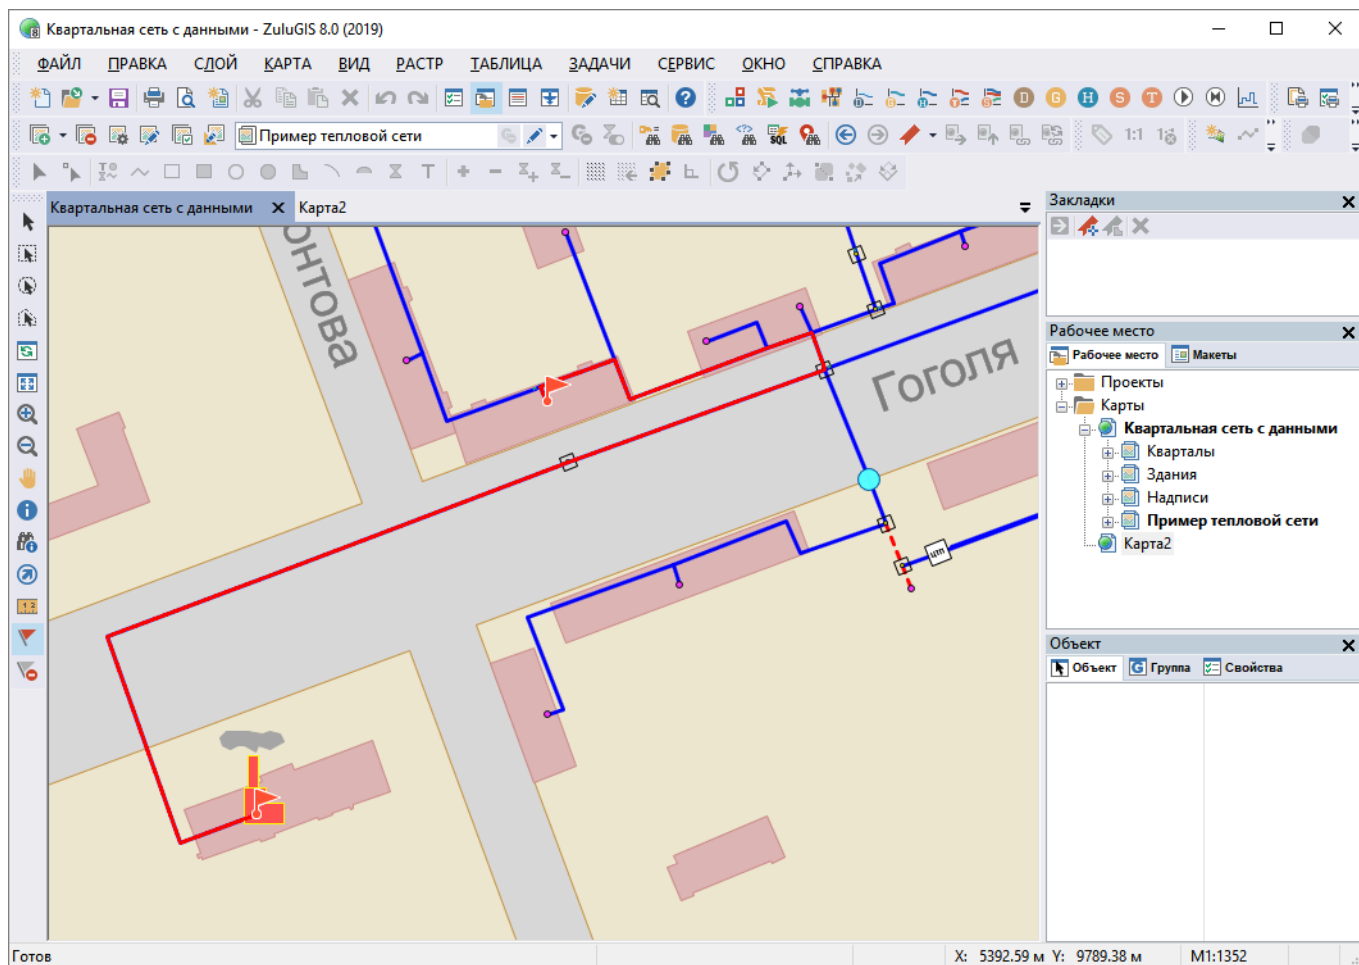 Квартальная сеть с данными - ZuluGIS 8.0 (2019)
ФАЙЛ ПРАВКА СЛОЙ КАРТА ВИД РАСТР ТАБЛИЦА ЗАДАЧИ СЕРВИС ОКНО СПРАВКА
D G H S T
Пример тепловой сети
SQL
1:1
T
Квартальная сеть с данными Карта2
Закладки
онтова
Гоголя
цтп
Рабочее место
Рабочее место Макеты
Проекты
Карты
Квартальная сеть с данными
Кварталы
Здания
Надписи
Пример тепловой сети
Карта2
Объект
Объект Группа Свойства
Готов X: 5392.59 м Y: 9789.38 м М1:1352